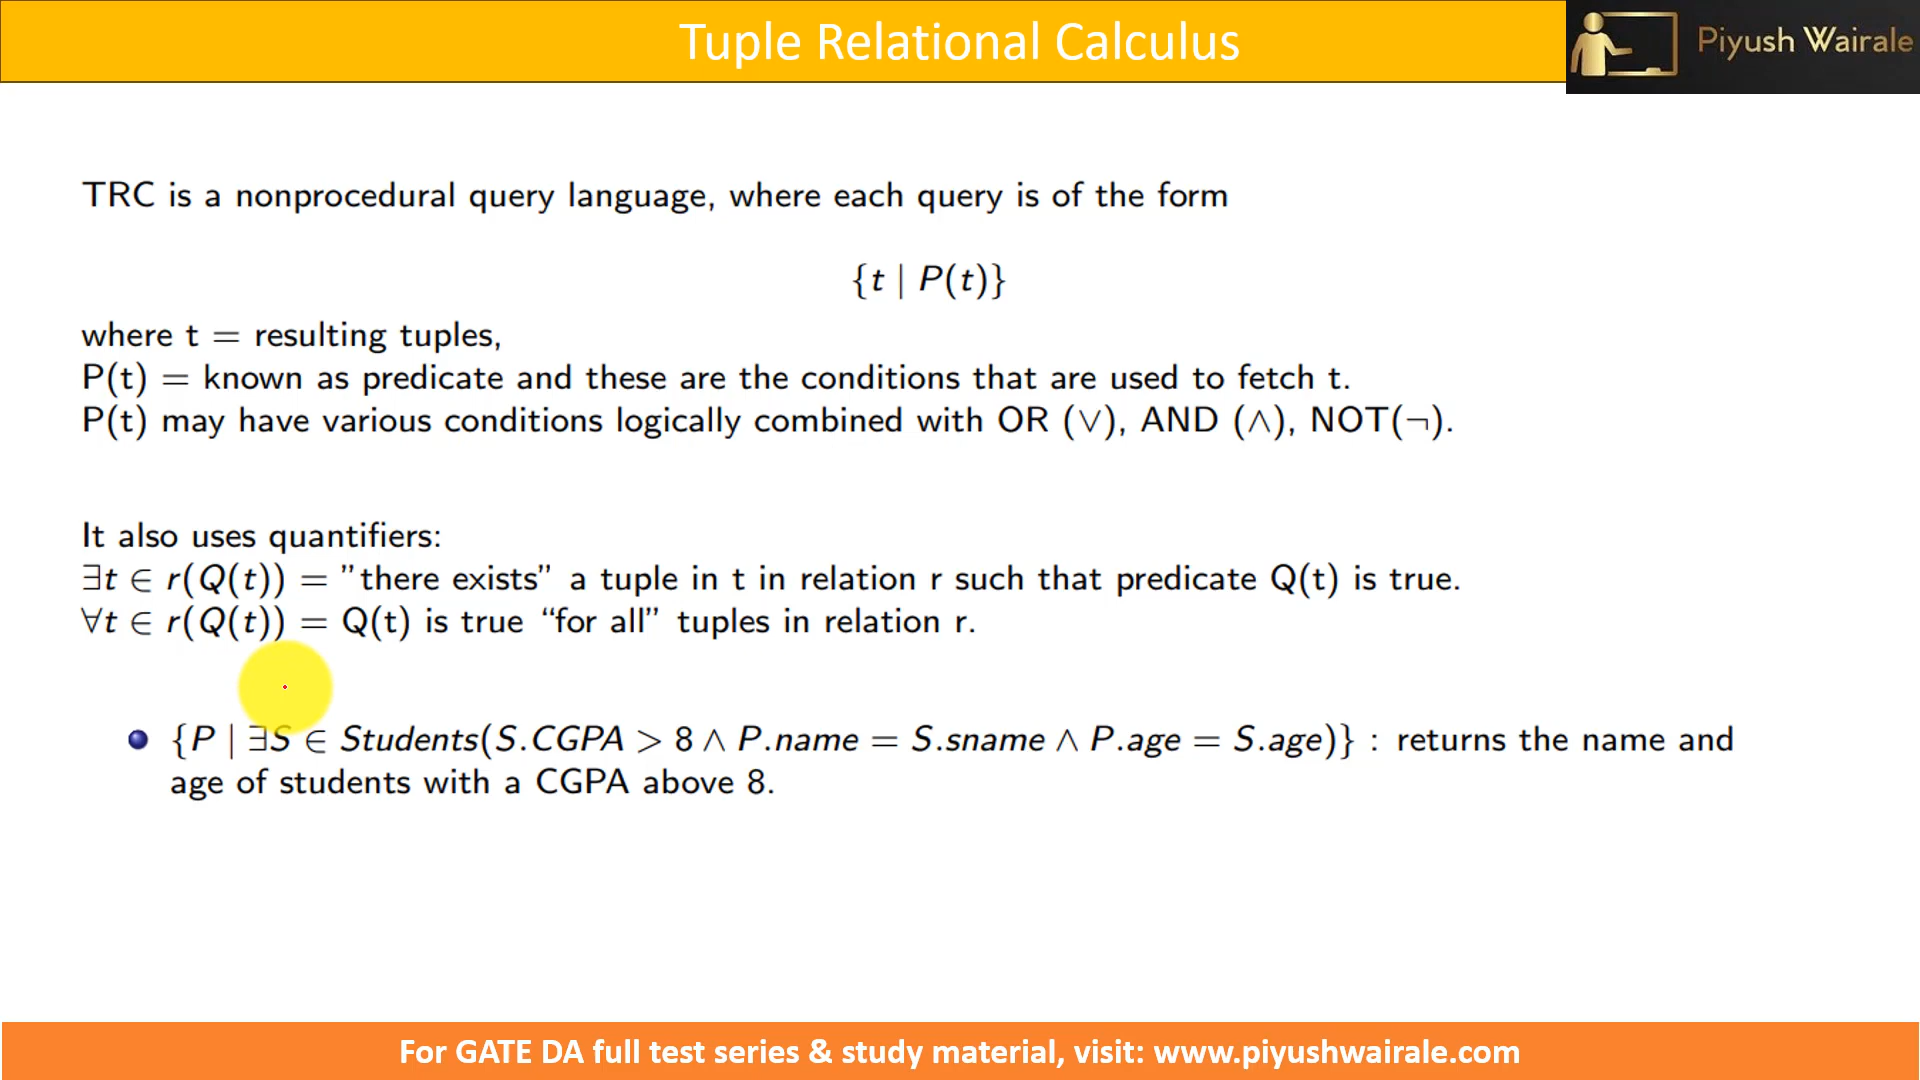 Tuple Relational Calculus
Piyush Wairale
TRC is a nonprocedural query language, where each query is of the form
{t | P(t)}
where t = resulting tuples,
P(t) = known as predicate and these are the conditions that are used to fetch t.
P(t) may have various conditions logically combined with OR (∨), AND (∧), NOT(¬).
It also uses quantifiers:
∃t ∈ r(Q(t)) = ”there exists” a tuple in t in relation r such that predicate Q(t) is true.
∀t ∈ r(Q(t)) = Q(t) is true “for all” tuples in relation r.
{P | ∃S ∈ Students(S.CGPA > 8 ∧ P.name = S.sname ∧ P.age = S.age)} : returns the name and
age of students with a CGPA above 8.
For GATE DA full test series & study material, visit: www.piyushwairale.com